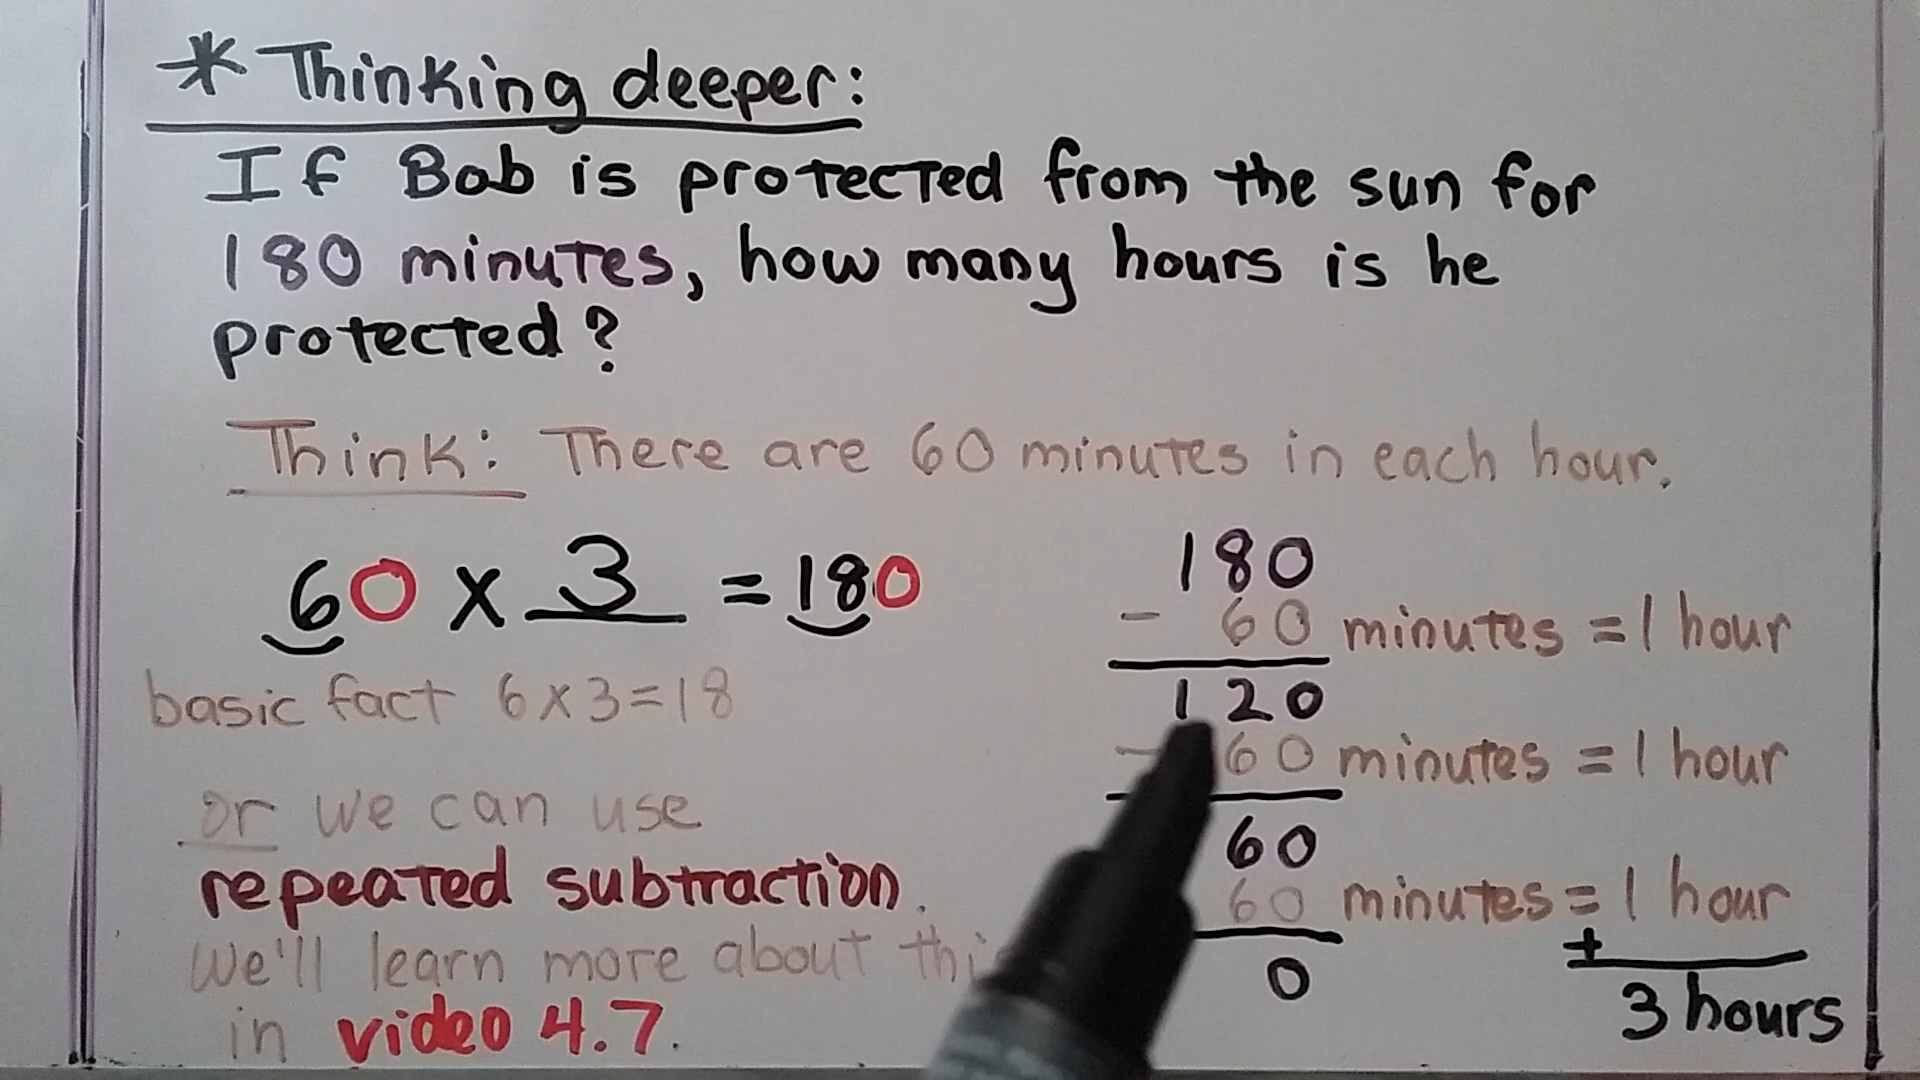 * Thinking deeper:
If Bob is protected from the sun for
180 minutes, how many hours is he
protected?
Think: There are 60 minutes in each hour.
60 x 3 = 180
basic fact 6 x 3 = 18
or we can use
repeated subtraction.
We'll learn more about
in video 4.7.
180
- 60 minutes = 1 hour
120
- 60 minutes = 1 hour
60
60 minutes = 1 hour
0
+
3 hours